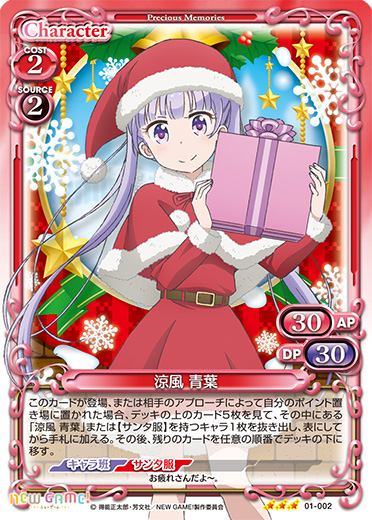 Precious Memories
Character
COST
2
SOURCE
2
30 AP
DP 30
涼風 青葉
このカードが登場、または相手のアプローチによって自分のポイント置
き場に置かれた場合、デッキの上のカード5枚を見て、その中にある
「涼風 青葉」または【サンタ服】を持つキャラ1枚を抜き出し、表にし
てから手札に加える。その後、残りのカードを任意の順番でデッキの下に
移す。
キャラ班 サンタ服
お疲れさんだよ~。
NEW GAME!
© 得能正太郎・芳文社/NEW GAME!製作委員会
01-002